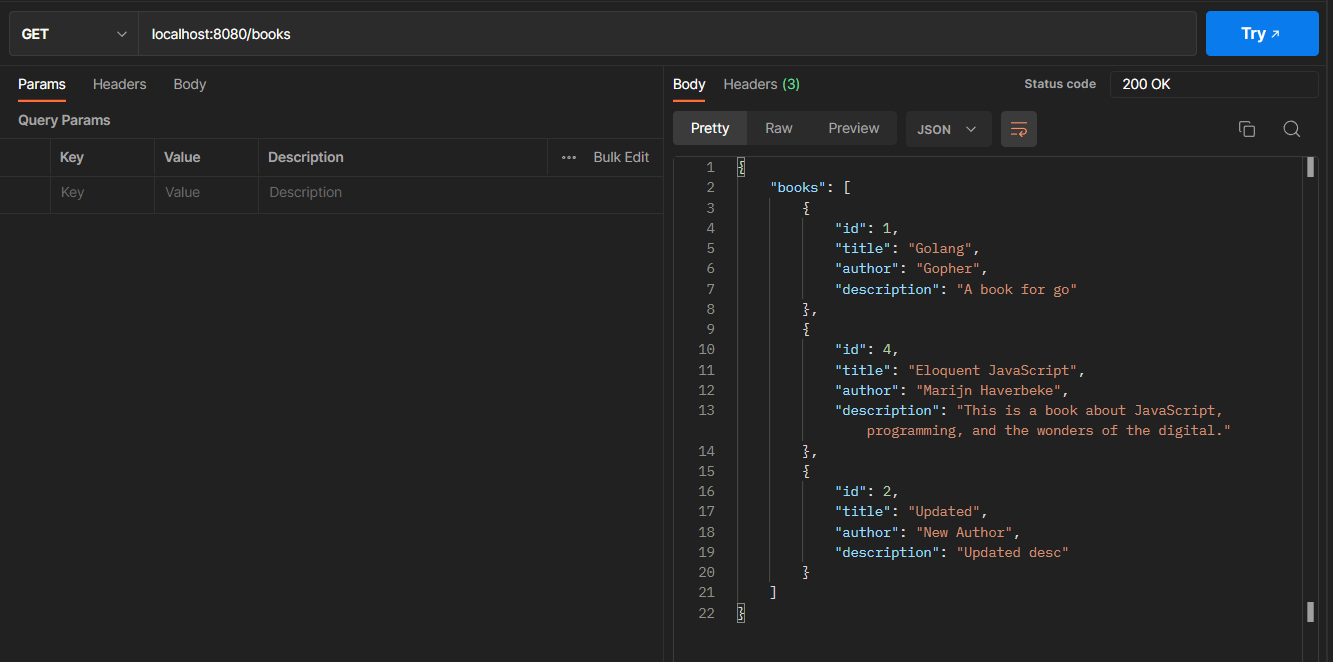 GET localhost:8080/books Try
Params Headers Body
Query Params
Key Value Description Bulk Edit
Key Value Description
Body Headers (3) Status code 200 OK
Pretty Raw Preview JSON
1 {
2 "books": [
3 {
4 "id": 1,
5 "title": "Golang",
6 "author": "Gopher",
7 "description": "A book for go"
8 },
9 {
10 "id": 4,
11 "title": "Eloquent JavaScript",
12 "author": "Marijn Haverbeke",
13 "description": "This is a book about JavaScript,
programming, and the wonders of the digital."
14 },
15 {
16 "id": 2,
17 "title": "Updated",
18 "author": "New Author",
19 "description": "Updated desc"
20 }
21 ]
22 }